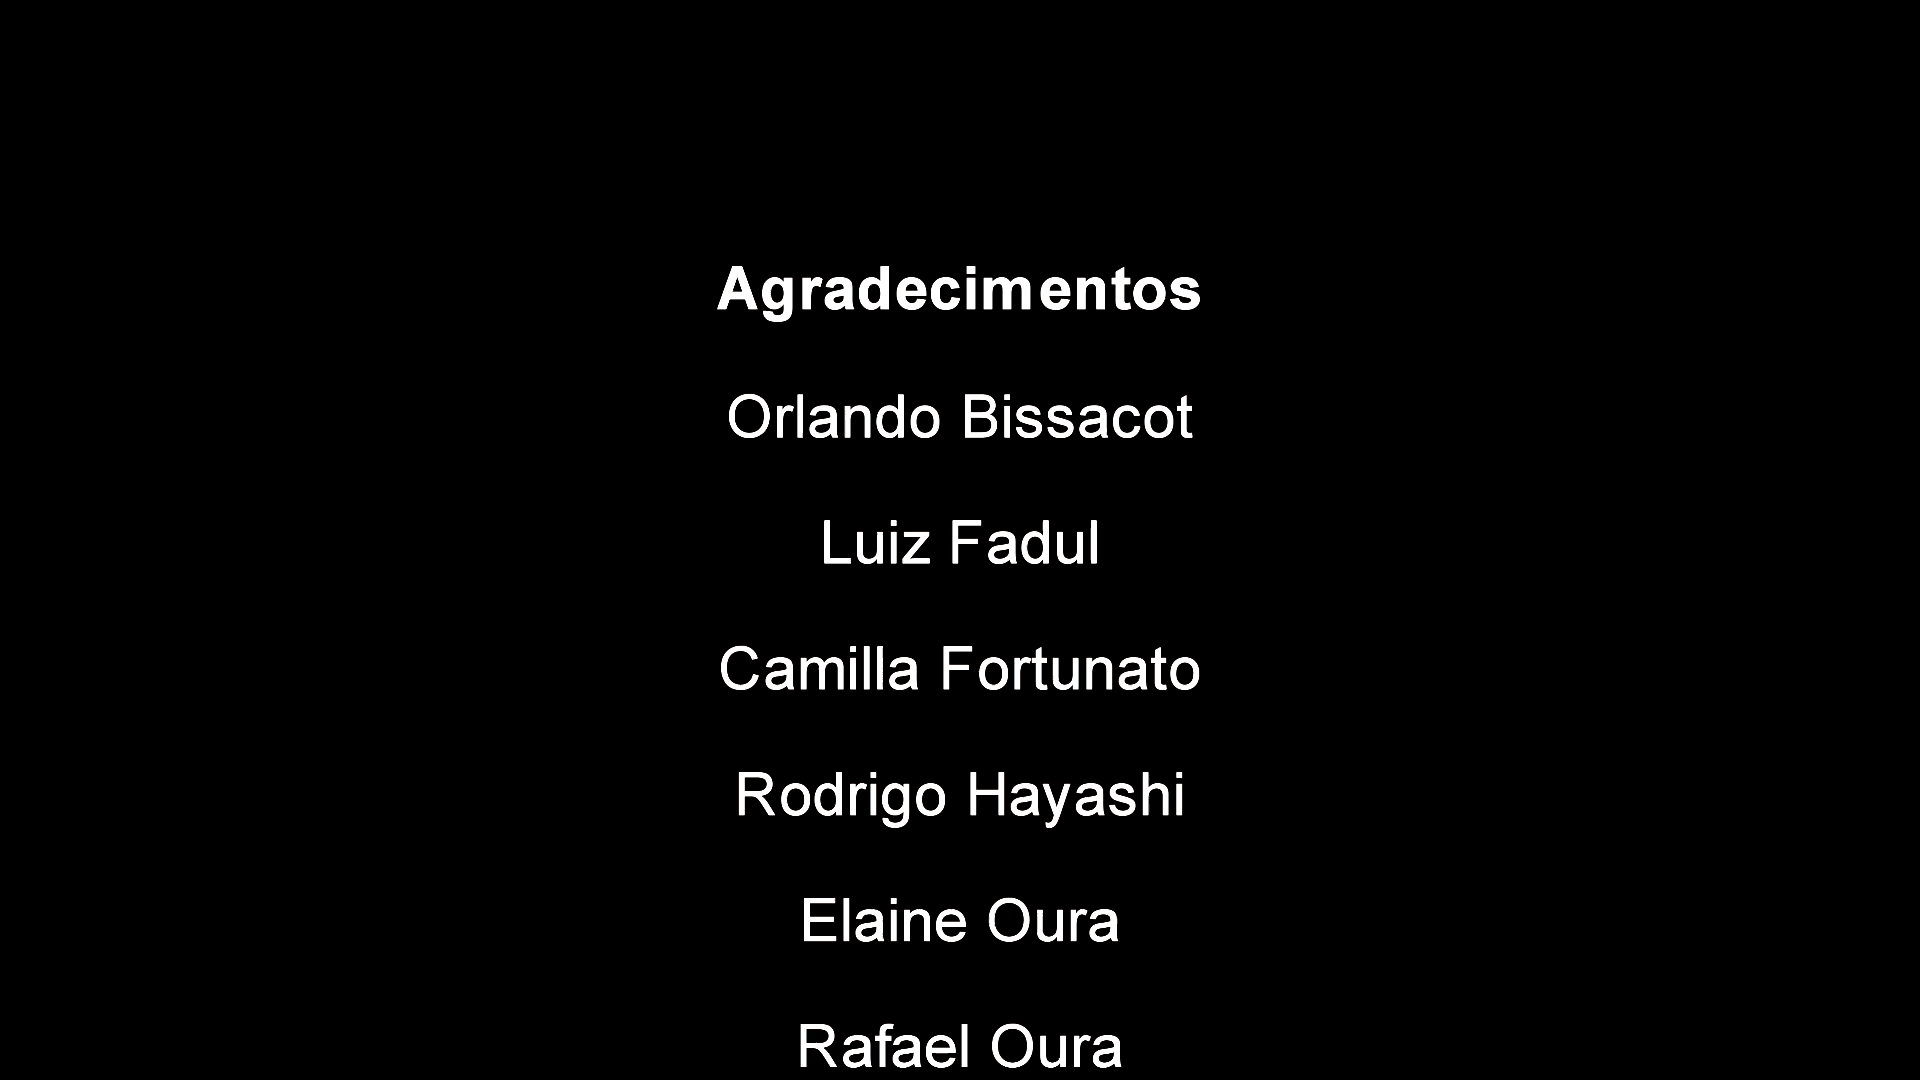 Agradecimentos
Orlando Bissacot
Luiz Fadul
Camilla Fortunato
Rodrigo Hayashi
Elaine Oura
Rafael Oura